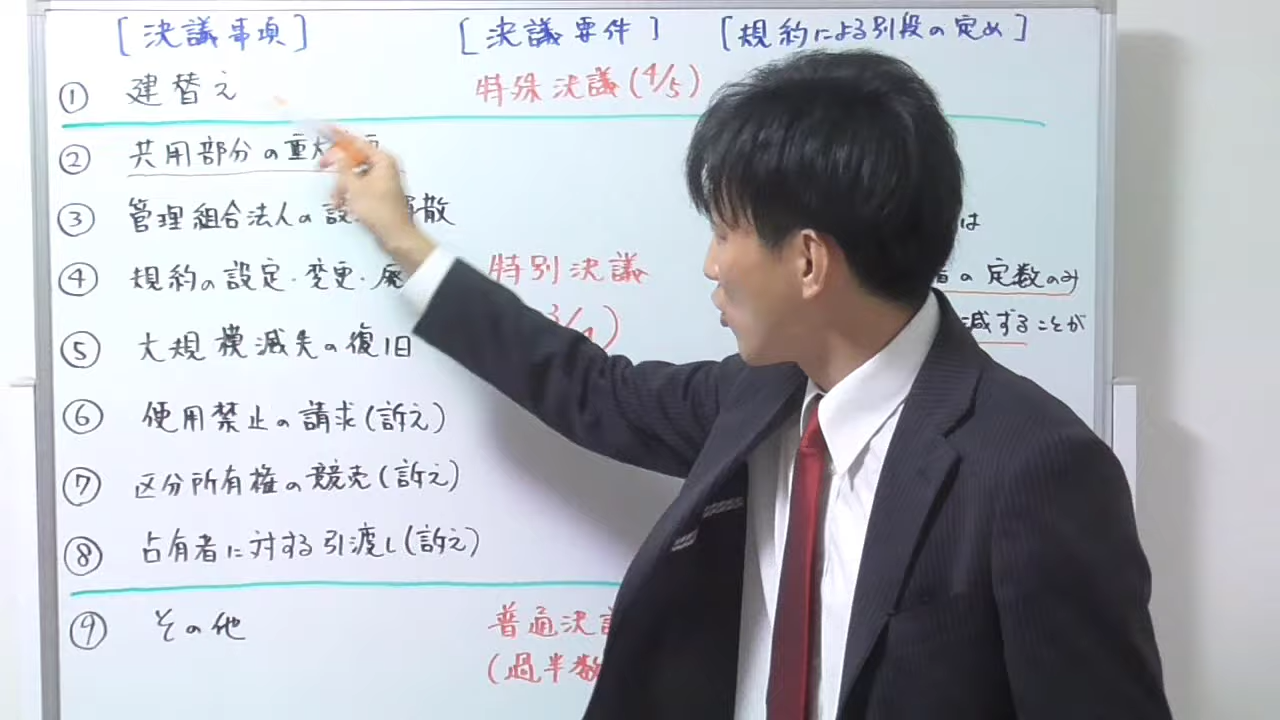 [決議事項] [決議要件] [規約による別段の定め]
① 建替え 特殊決議(4/5)
② 共用部分の重
③ 管理組合法人の設 散 は
④ 規約の設定・変更・廃 特別決議 の定数のみ
⑤ 大規模滅失の復旧 減することが
⑥ 使用禁止の請求(訴え)
⑦ 区分所有権の競売(訴え)
⑧ 占有者に対する引渡し(訴え)
⑨ その他 普通決
(過半数